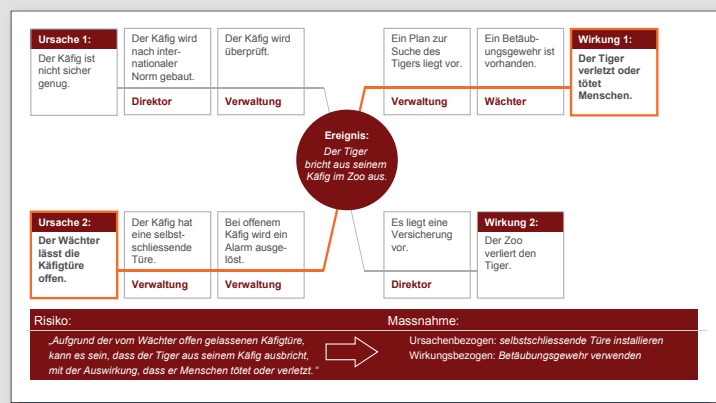 Ursache 1:
Der Käfig ist
nicht sicher
genug.
Der Käfig wird
nach inter-
nationaler
Norm gebaut.
Direktor
Der Käfig wird
überprüft.
Verwaltung
Ein Plan zur
Suche des
Tigers liegt vor.
Verwaltung
Ein Betäub-
ungsgewehr ist
vorhanden.
Wächter
Wirkung 1:
Der Tiger
verletzt oder
tötet
Menschen.
Ereignis:
Der Tiger
bricht aus seinem
Käfig im Zoo aus.
Ursache 2:
Der Wächter
lässt die
Käfigtüre
offen.
Der Käfig hat
eine selbst-
schliessende
Türe.
Verwaltung
Bei offenem
Käfig wird ein
Alarm ausge-
löst.
Verwaltung
Es liegt eine
Versicherung
vor.
Direktor
Wirkung 2:
Der Zoo
verliert den
Tiger.
Risiko:
„Aufgrund der vom Wächter offen gelassenen Käfigtüre,
kann es sein, dass der Tiger aus seinem Käfig ausbricht,
mit der Auswirkung, dass er Menschen tötet oder verletzt.“
Massnahme:
Ursachenbezogen: selbstschliessende Türe installieren
Wirkungsbezogen: Betäubungsgewehr verwenden